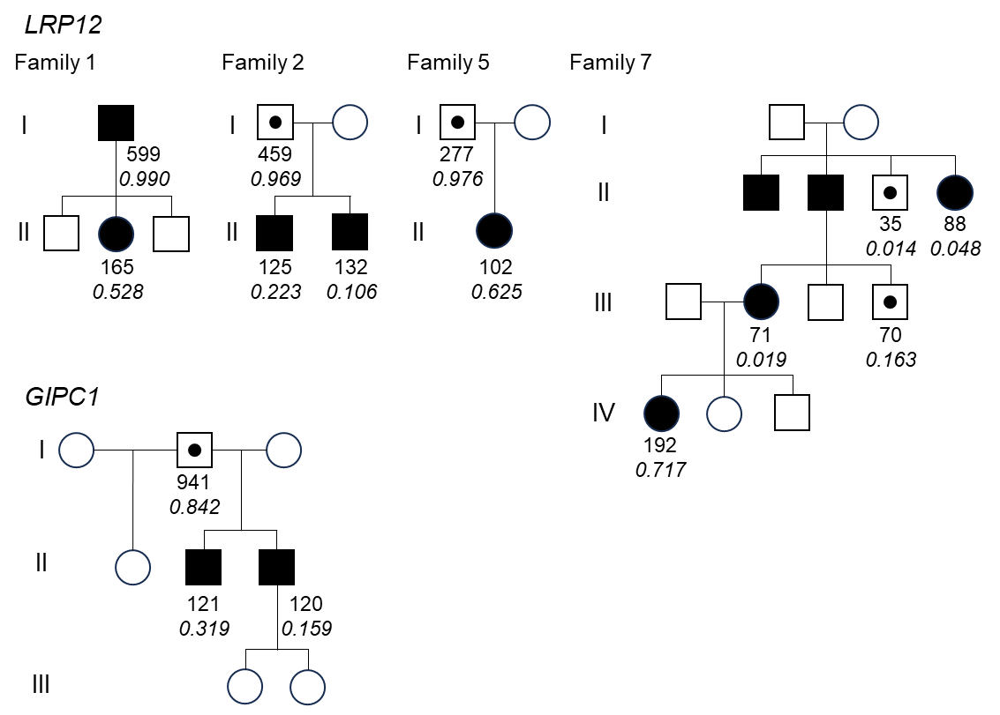 LRP12
Family 1 Family 2 Family 5 Family 7
I I I I
599 459 277
0.990 0.969 0.976
II
35 88
0.014 0.048
II II II
165 125 132 102
0.528 0.223 0.106 0.625
III
71 70
0.019 0.163
GIPC1
IV
192
0.717
I
941
0.842
II
121 120
0.319 0.159
III